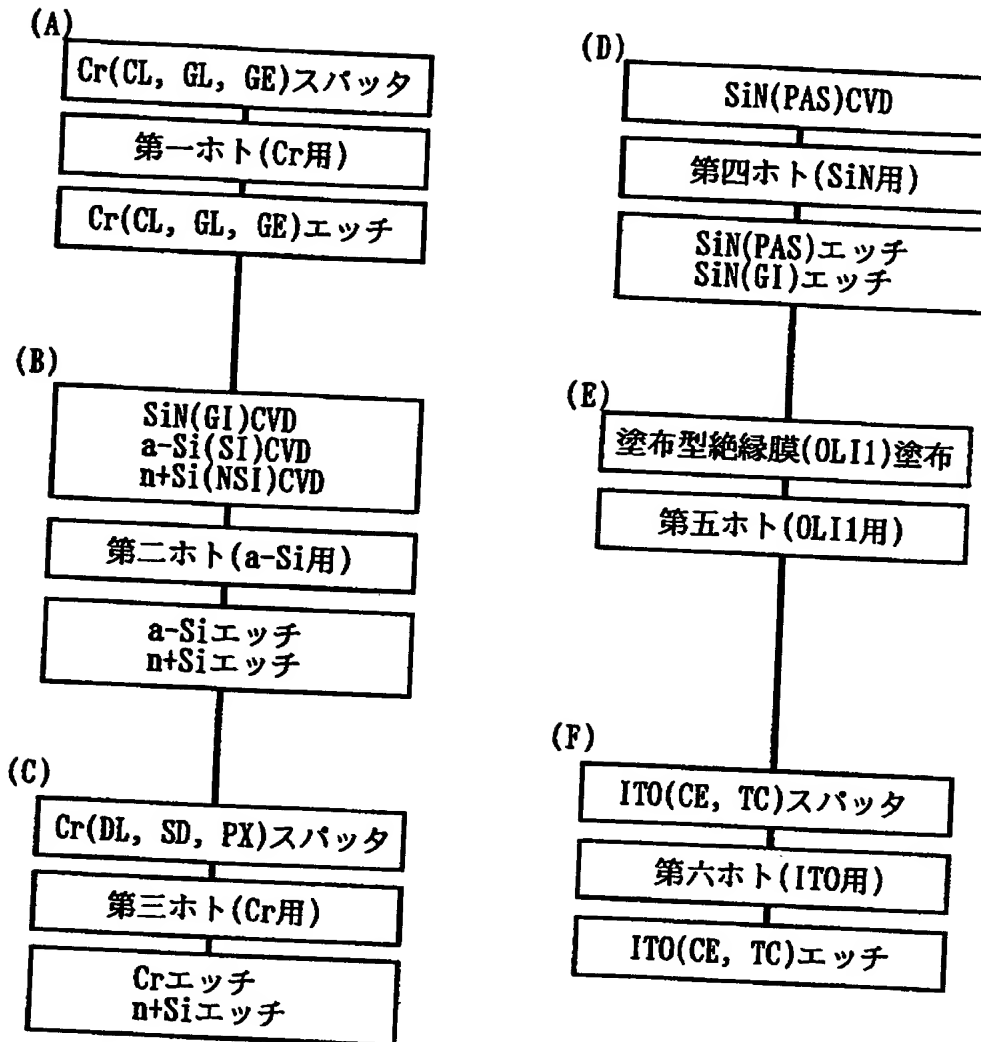 (A)
Cr(CL, GL, GE)スパッタ
第一ホト(Cr用)
Cr(CL, GL, GE)エッチ
(B)
SiN(GI)CVD
a-Si(SI)CVD
n+Si(NSI)CVD
第二ホト(a-Si用)
a-Siエッチ
n+Siエッチ
(C)
Cr(DL, SD, PX)スパッタ
第三ホト(Cr用)
Crエッチ
n+Siエッチ
(D)
SiN(PAS)CVD
第四ホト(SiN用)
SiN(PAS)エッチ
SiN(GI)エッチ
(E)
塗布型絶縁膜(OLI1)塗布
第五ホト(OLI1用)
(F)
ITO(CE, TC)スパッタ
第六ホト(ITO用)
ITO(CE, TC)エッチ